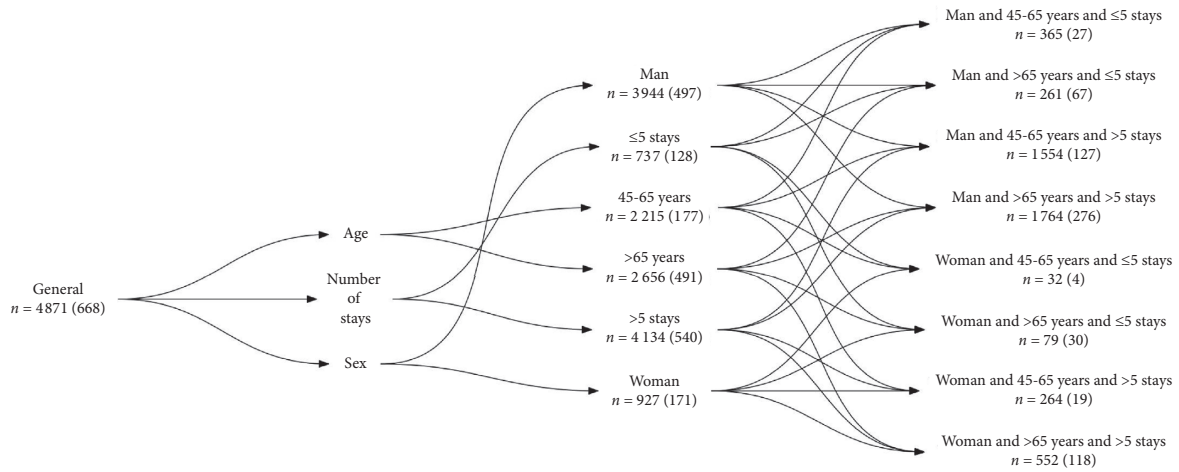 General
n = 4871 (668)
Age
Number
of
stays
Sex
Man
n = 3944 (497)
≤5 stays
n = 737 (128)
45-65 years
n = 2 215 (177)
>65 years
n = 2 656 (491)
>5 stays
n = 4 134 (540)
Woman
n = 927 (171)
Man and 45-65 years and ≤5 stays
n = 365 (27)
Man and >65 years and ≤5 stays
n = 261 (67)
Man and 45-65 years and >5 stays
n = 1554 (127)
Man and >65 years and >5 stays
n = 1764 (276)
Woman and 45-65 years and ≤5 stays
n = 32 (4)
Woman and >65 years and ≤5 stays
n = 79 (30)
Woman and 45-65 years and >5 stays
n = 264 (19)
Woman and >65 years and >5 stays
n = 552 (118)